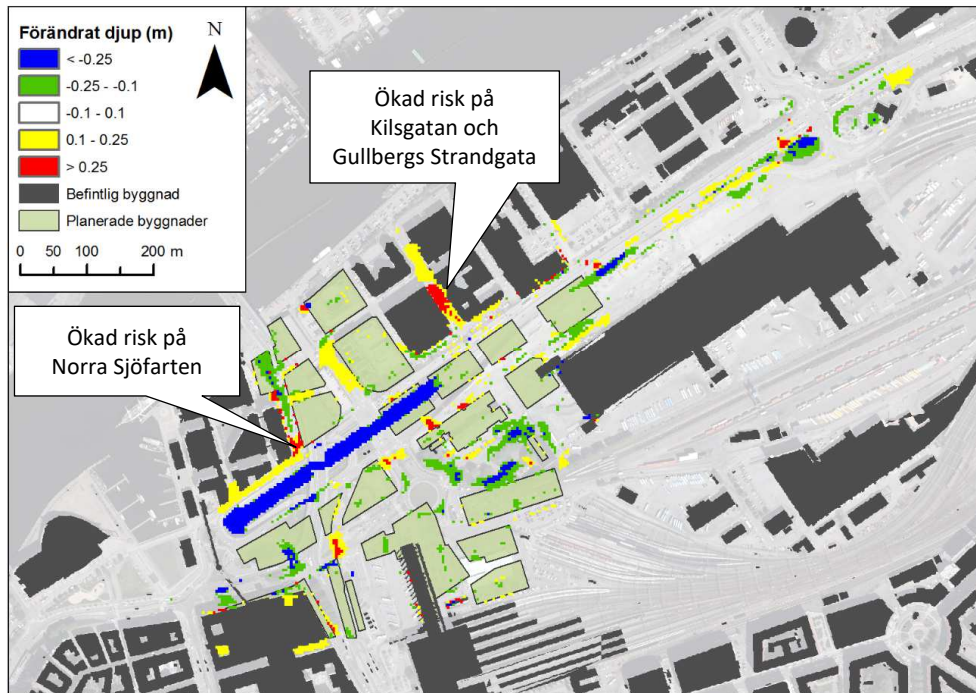 Förändrat djup (m)
N
< -0.25
-0.25 - -0.1
-0.1 - 0.1
0.1 - 0.25
> 0.25
Befintlig byggnad
Planerade byggnader
0 50 100 200 m
Ökad risk på
Kilsgatan och
Gullbergs Strandgata
Ökad risk på
Norra Sjöfarten